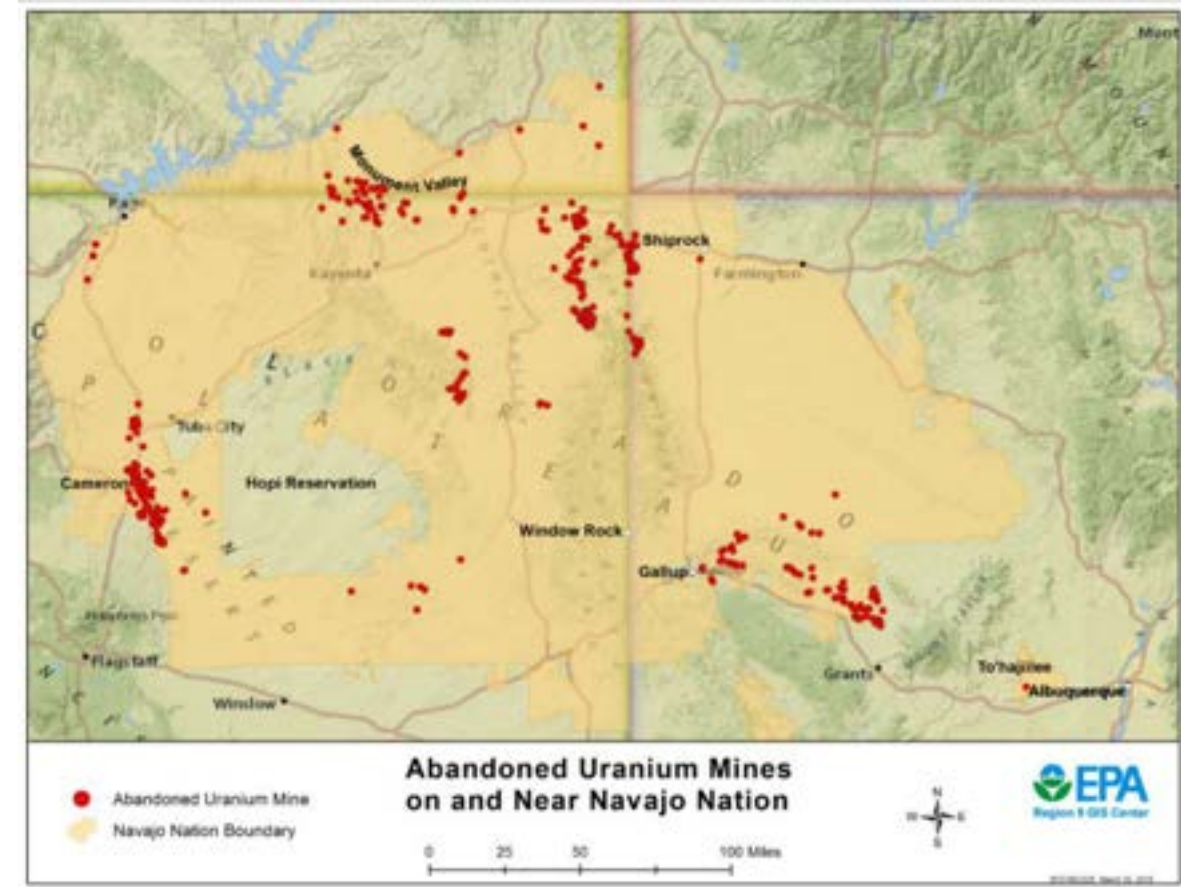 Monument Valley
Shiprock
Kayenta
Farmington
Tuba City
Cameron
Hopi Reservation
Window Rock
Gallup
Flagstaff
Winslow
Grants
To'hajiilee
Albuquerque
Abandoned Uranium Mines
on and Near Navajo Nation
Abandoned Uranium Mine
Navajo Nation Boundary
0 25 50 100 Miles
N
W E
S
EPA
Region 9 GIS Center